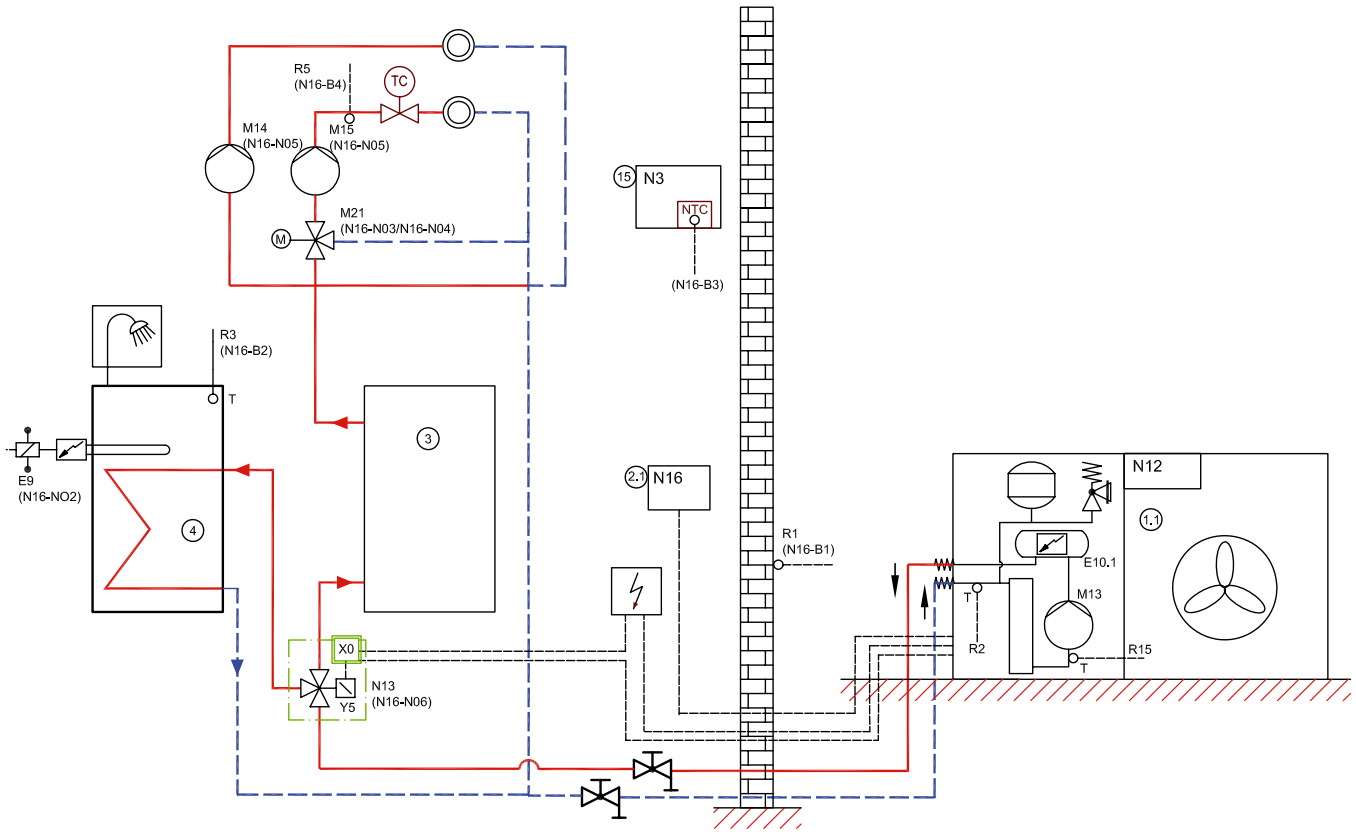 R5
(N16-B4)
TC
M14
(N16-N05)
M15
(N16-N05)
M21
(N16-N03/N16-N04)
M
15
N3
NTC
(N16-B3)
R3
(N16-B2)
T
3
E9
(N16-NO2)
4
2.1
N16
R1
(N16-B1)
N12
1.1
E10.1
M13
T
R2
R15
T
X0
N13
(N16-N06)
Y5